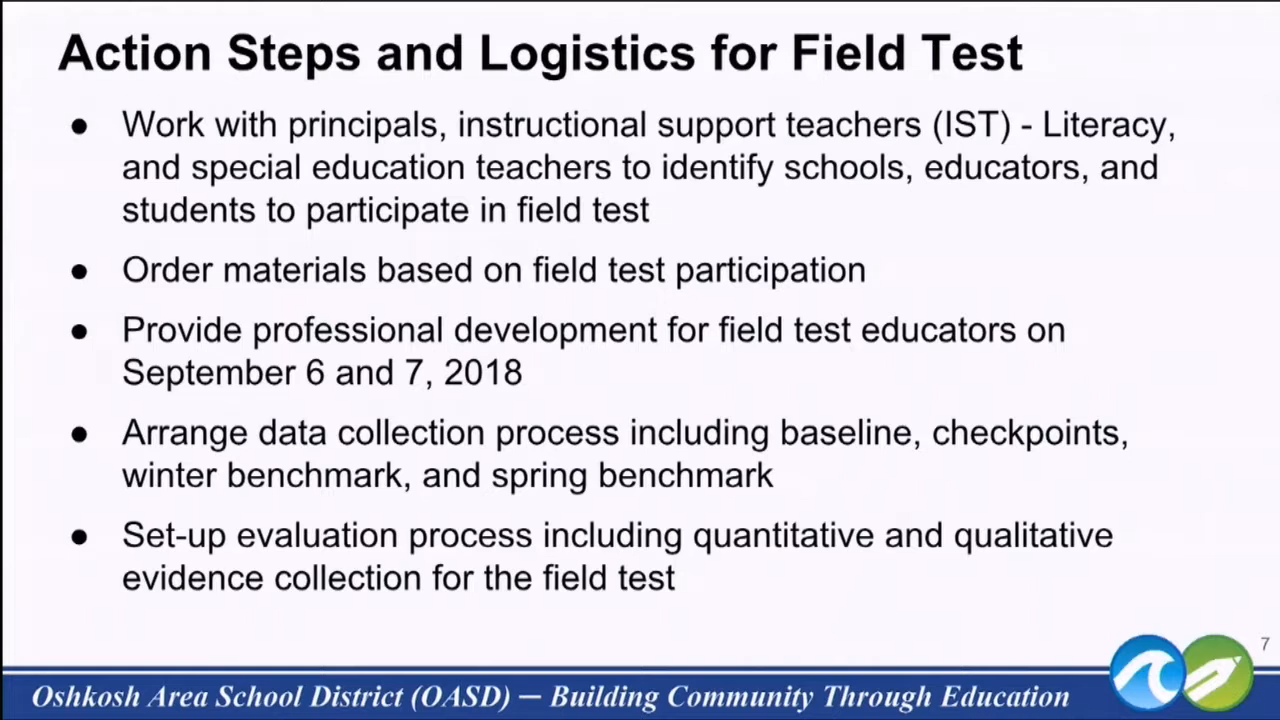 Action Steps and Logistics for Field Test
● Work with principals, instructional support teachers (IST) - Literacy,
and special education teachers to identify schools, educators, and
students to participate in field test
● Order materials based on field test participation
● Provide professional development for field test educators on
September 6 and 7, 2018
● Arrange data collection process including baseline, checkpoints,
winter benchmark, and spring benchmark
● Set-up evaluation process including quantitative and qualitative
evidence collection for the field test
7
Oshkosh Area School District (OASD) — Building Community Through Education